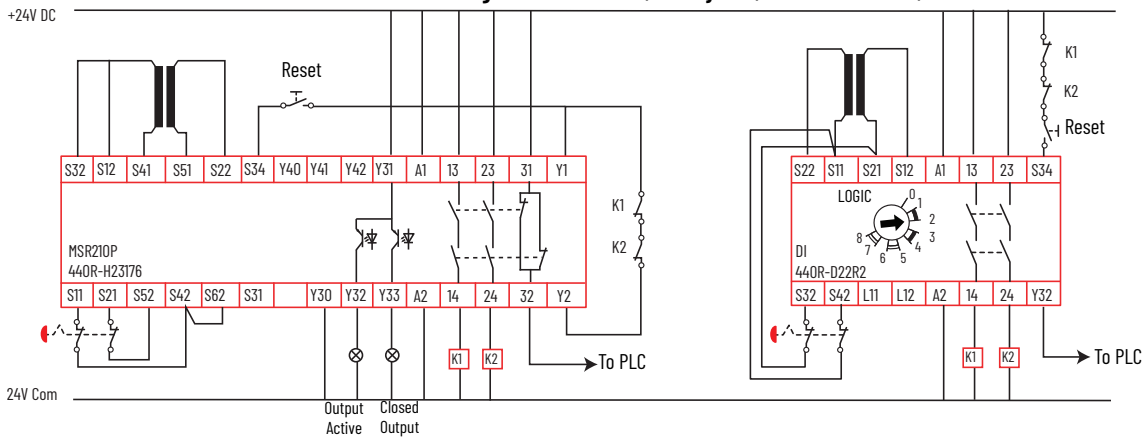 +24V DC
Reset
S32 S12 S41 S51 S22 S34 Y40 Y41 Y42 Y31 A1 13 23 31 Y1
MSR210P
440R-H23176
K1
K2
S11 S21 S52 S42 S62 S31 Y30 Y32 Y33 A2 14 24 32 Y2
K1 K2
To PLC
24V Com
Output
Active
Closed
Output
K1
K2
Reset
S22 S11 S21 S12 A1 13 23 S34
LOGIC
0
1
2
3
4
5
6
7
8
DI
440R-D22R2
S32 S42 L11 L12 A2 14 24 Y32
K1 K2
To PLC